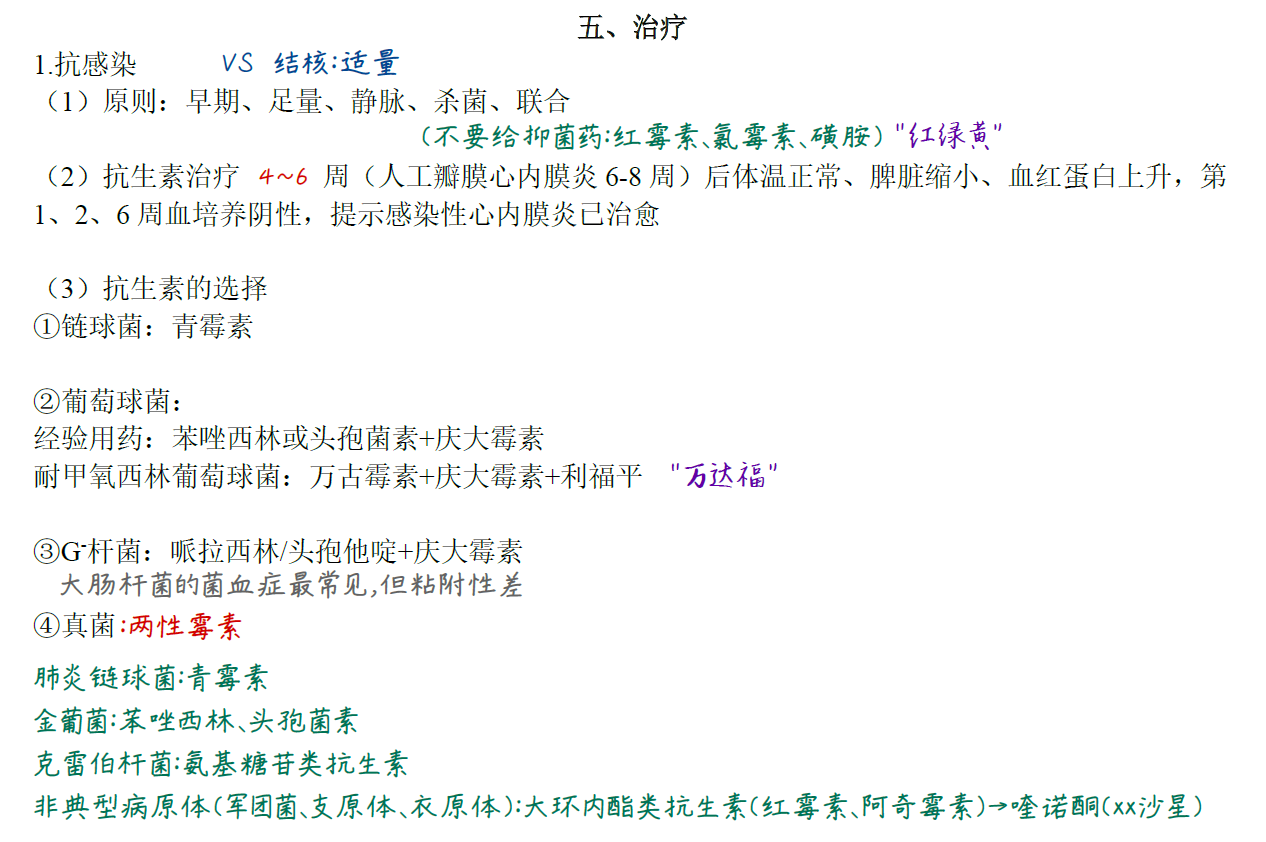 五、治疗
1.抗感染 VS 结核:适量
（1）原则：早期、足量、静脉、杀菌、联合
(不要给抑菌药:红霉素、氯霉素、磺胺) "红绿黄"
（2）抗生素治疗 4~6 周（人工瓣膜心内膜炎 6-8 周）后体温正常、脾脏缩小、血红蛋白上升，第
1、2、6 周血培养阴性，提示感染性心内膜炎已治愈
（3）抗生素的选择
①链球菌：青霉素
②葡萄球菌：
经验用药：苯唑西林或头孢菌素+庆大霉素
耐甲氧西林葡萄球菌：万古霉素+庆大霉素+利福平 "万达福"
③G-杆菌：哌拉西林/头孢他啶+庆大霉素
大肠杆菌的菌血症最常见,但粘附性差
④真菌:两性霉素
肺炎链球菌:青霉素
金葡菌:苯唑西林、头孢菌素
克雷伯杆菌:氨基糖苷类抗生素
非典型病原体(军团菌、支原体、衣原体):大环内酯类抗生素(红霉素、阿奇霉素)→喹诺酮(xx沙星)